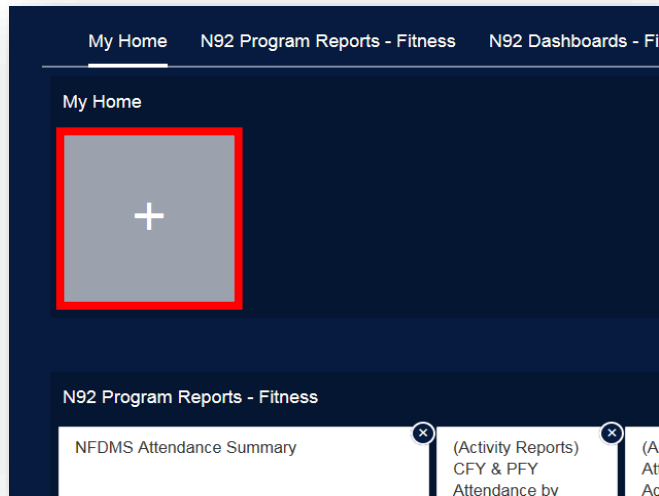 My Home N92 Program Reports - Fitness N92 Dashboards - Fi
My Home
N92 Program Reports - Fitness
NFDMS Attendance Summary
(Activity Reports)
CFY & PFY
Attendance by